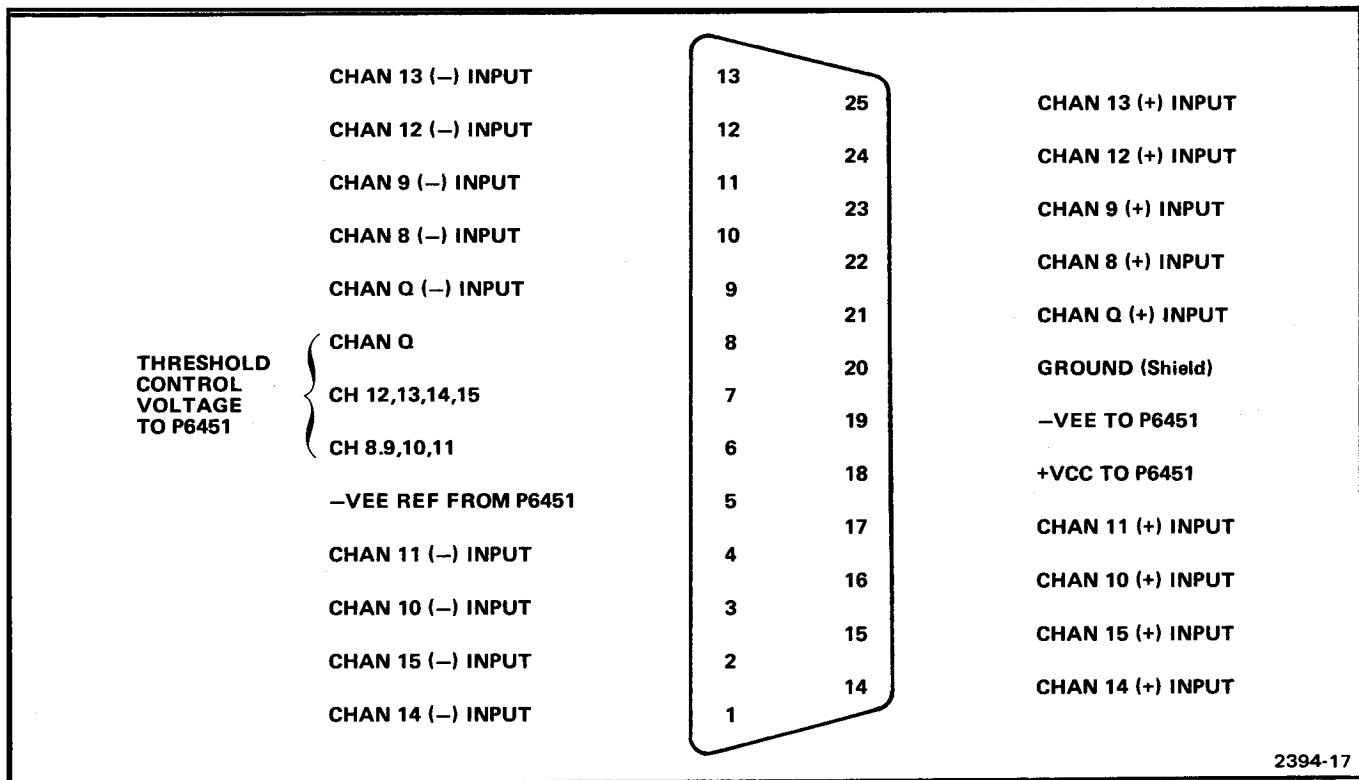 CHAN 13 (—) INPUT 13
25 CHAN 13 (+) INPUT
CHAN 12 (—) INPUT 12
24 CHAN 12 (+) INPUT
CHAN 9 (—) INPUT 11
23 CHAN 9 (+) INPUT
CHAN 8 (—) INPUT 10
22 CHAN 8 (+) INPUT
CHAN Q (—) INPUT 9
21 CHAN Q (+) INPUT
THRESHOLD
CONTROL
VOLTAGE
TO P6451
CHAN Q 8
20 GROUND (Shield)
CH 12,13,14,15 7
19 —VEE TO P6451
CH 8.9,10,11 6
18 +VCC TO P6451
—VEE REF FROM P6451 5
17 CHAN 11 (+) INPUT
CHAN 11 (—) INPUT 4
16 CHAN 10 (+) INPUT
CHAN 10 (—) INPUT 3
15 CHAN 15 (+) INPUT
CHAN 15 (—) INPUT 2
14 CHAN 14 (+) INPUT
CHAN 14 (—) INPUT 1
2394-17